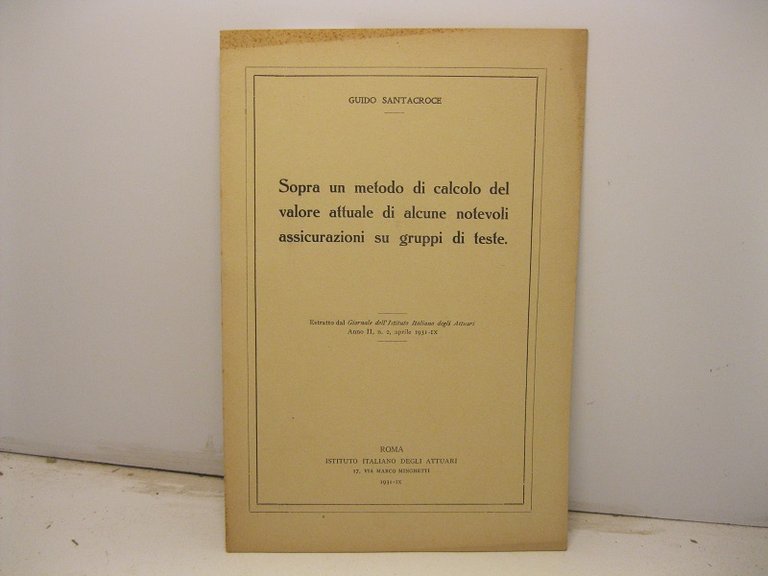 GUIDO SANTACROCE
Sopra un metodo di calcolo del
valore attuale di alcune notevoli
assicurazioni su gruppi di teste.
Estratto dal Giornale dell'Istituto Italiano degli Attuari
Anno II, n. 2, aprile 1931-IX
ROMA
ISTITUTO ITALIANO DEGLI ATTUARI
17, VIA MARCO MINGHETTI
1931-IX